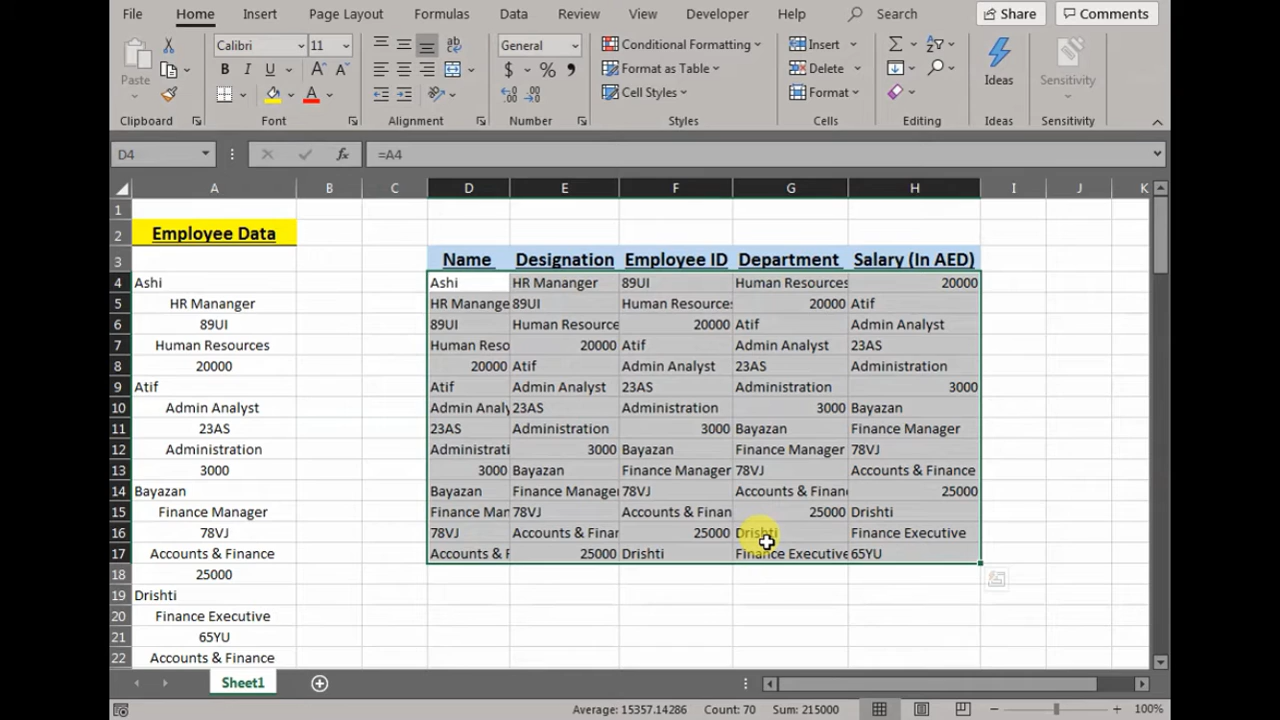 File Home Insert Page Layout Formulas Data Review View Developer Help Search Share Comments
Paste Calibri 11 General Conditional Formatting Insert
B I U A $ % Format as Table Delete Ideas Sensitivity
Cell Styles Format
Clipboard Font Alignment Number Styles Cells Editing Ideas Sensitivity
D4 fx =A4
A B C D E F G H I J K
1
2 Employee Data
3 Name Designation Employee ID Department Salary (In AED)
4 Ashi Ashi HR Mananger 89UI Human Resources 20000
5 HR Mananger HR Mananger 89UI Human Resources 20000 Atif
6 89UI 89UI Human Resource 20000 Atif Admin Analyst
7 Human Resources Human Reso 20000 Atif Admin Analyst 23AS
8 20000 20000 Atif Admin Analyst 23AS Administration
9 Atif Atif Admin Analyst 23AS Administration 3000
10 Admin Analyst Admin Analy 23AS Administration 3000 Bayazan
11 23AS 23AS Administration 3000 Bayazan Finance Manager
12 Administration Administrati 3000 Bayazan Finance Manager 78VJ
13 3000 3000 Bayazan Finance Manager 78VJ Accounts & Finance
14 Bayazan Bayazan Finance Manage 78VJ Accounts & Finan 25000
15 Finance Manager Finance Man 78VJ Accounts & Finan 25000 Drishti
16 78VJ 78VJ Accounts & Finar 25000 Drishti Finance Executive
17 Accounts & Finance Accounts & F 25000 Drishti Finance Executive 65YU
18 25000
19 Drishti
20 Finance Executive
21 65YU
22 Accounts & Finance
Sheet1
Average: 15357.14286 Count: 70 Sum: 215000 100%